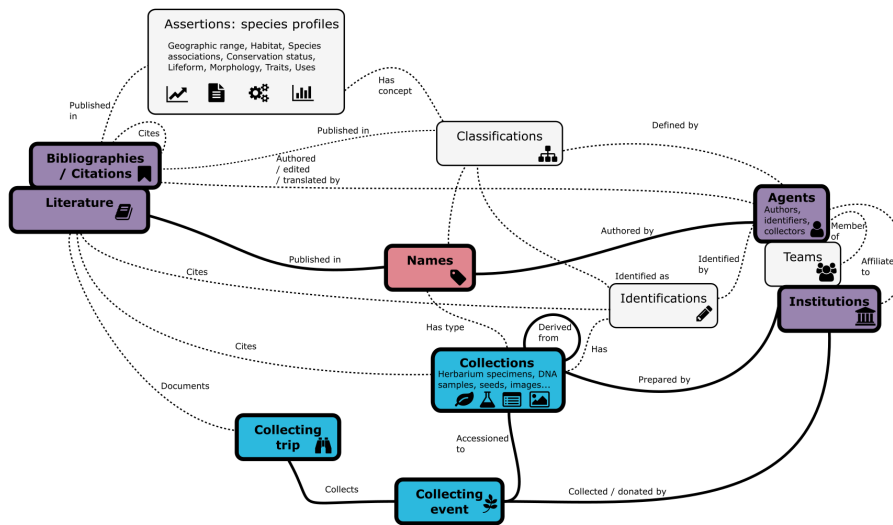 Assertions: species profiles
Geographic range, Habitat, Species
associations, Conservation status,
Lifeform, Morphology, Traits, Uses
Has
concept
Published
in
Cites
Published in
Classifications
Defined by
Bibliographies
/ Citations
Authored
/ edited
/ translated by
Literature
Agents
Authors,
identifiers,
collectors
Member
of
Teams
Affiliated
to
Institutions
Published in
Names
Authored by
Identified
by
Cites
Identified as
Identifications
Has type
Derived
from
Has
Cites
Collections
Herbarium specimens, DNA
samples, seeds, images...
Prepared by
Documents
Collecting
trip
Accessioned
to
Collects
Collecting
event
Collected / donated by